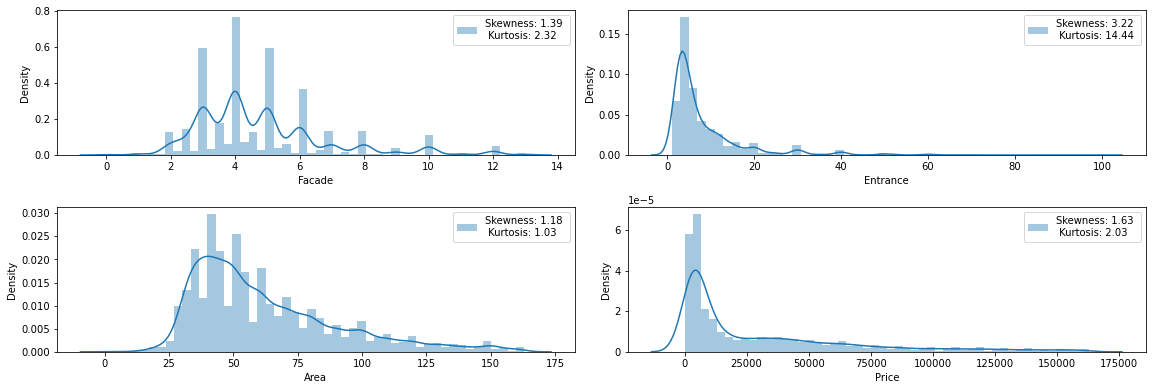 Skewness: 1.39
Kurtosis: 2.32
Density
0.8
0.6
0.4
0.2
0.0
0 2 4 6 8 10 12 14
Facade
Skewness: 3.22
Kurtosis: 14.44
Density
0.15
0.10
0.05
0.00
0 20 40 60 80 100
Entrance
Skewness: 1.18
Kurtosis: 1.03
Density
0.030
0.025
0.020
0.015
0.010
0.005
0.000
0 25 50 75 100 125 150 175
Area
1e−5
Skewness: 1.63
Kurtosis: 2.03
Density
6
4
2
0
0 25000 50000 75000 100000 125000 150000 175000
Price